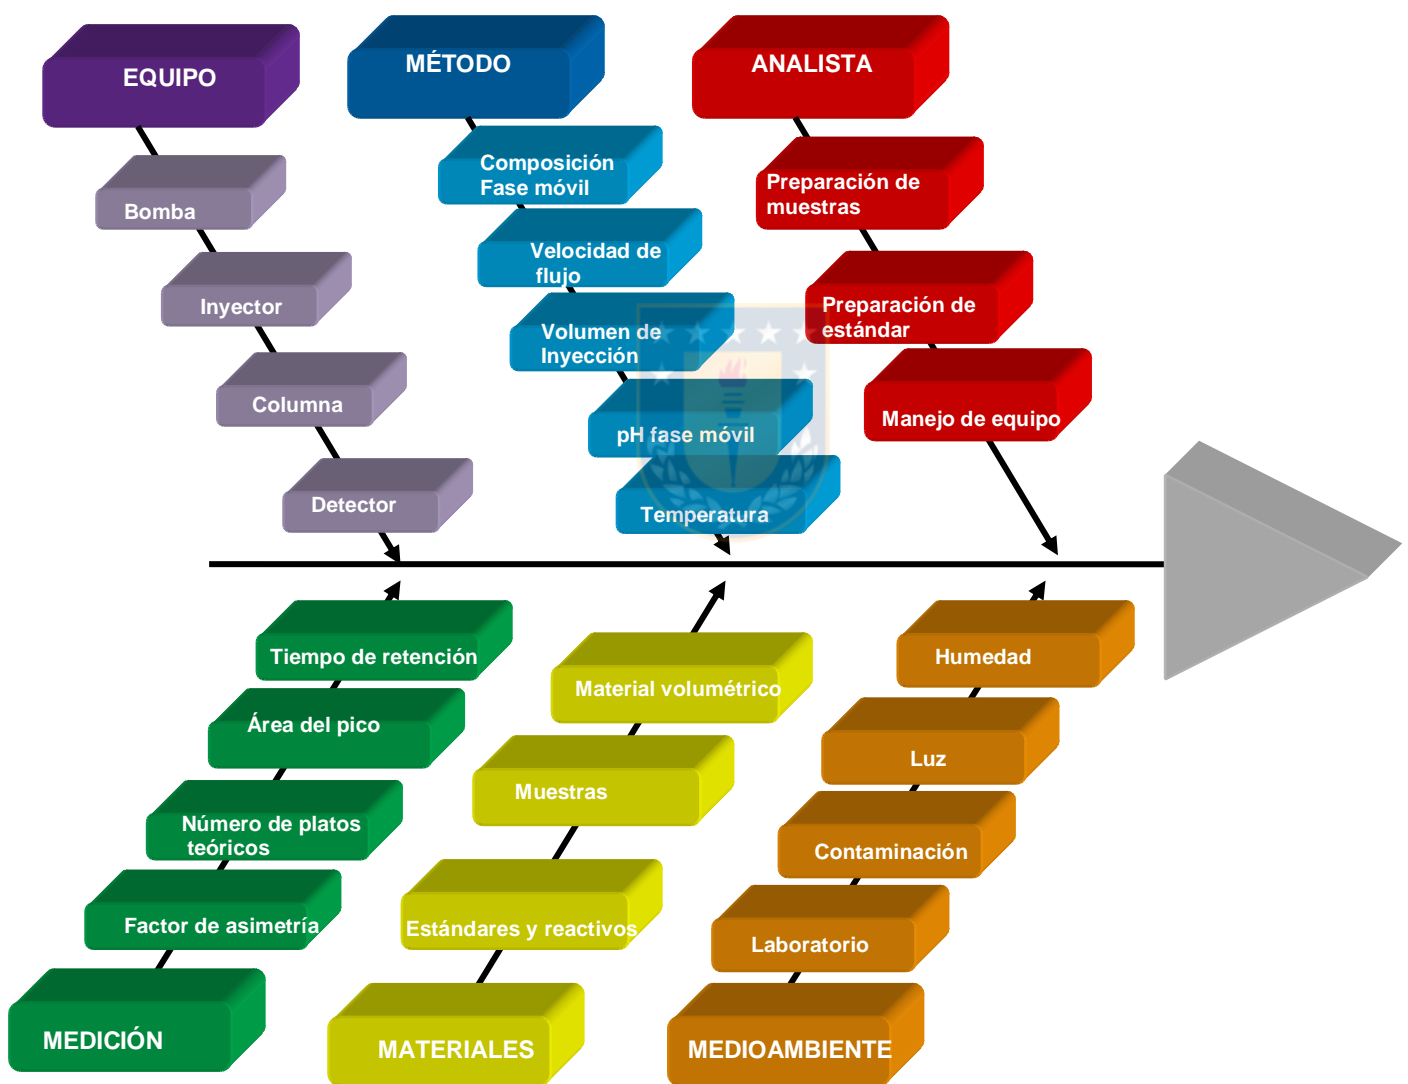 EQUIPO
Bomba
Inyector
Columna
Detector
MÉTODO
Composición
Fase móvil
Velocidad de
flujo
Volumen de
Inyección
pH fase móvil
Temperatura
ANALISTA
Preparación de
muestras
Preparación de
estándar
Manejo de equipo
Tiempo de retención
Área del pico
Número de platos
teóricos
Factor de asimetría
MEDICIÓN
Material volumétrico
Muestras
Estándares y reactivos
MATERIALES
Humedad
Luz
Contaminación
Laboratorio
MEDIOAMBIENTE